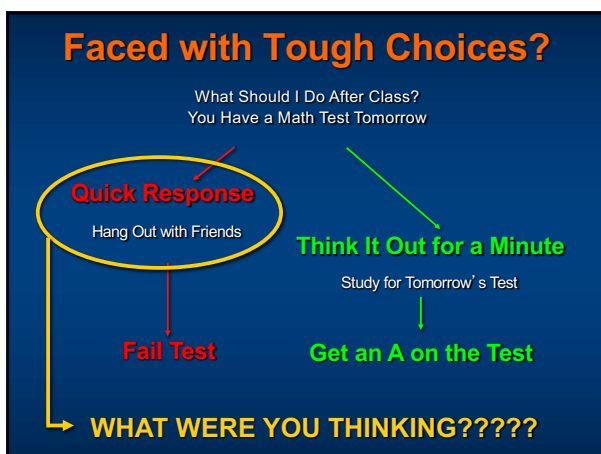 Faced with Tough Choices?
What Should I Do After Class?
You Have a Math Test Tomorrow
Quick Response
Hang Out with Friends
Think It Out for a Minute
Study for Tomorrow's Test
Fail Test
Get an A on the Test
WHAT WERE YOU THINKING?????